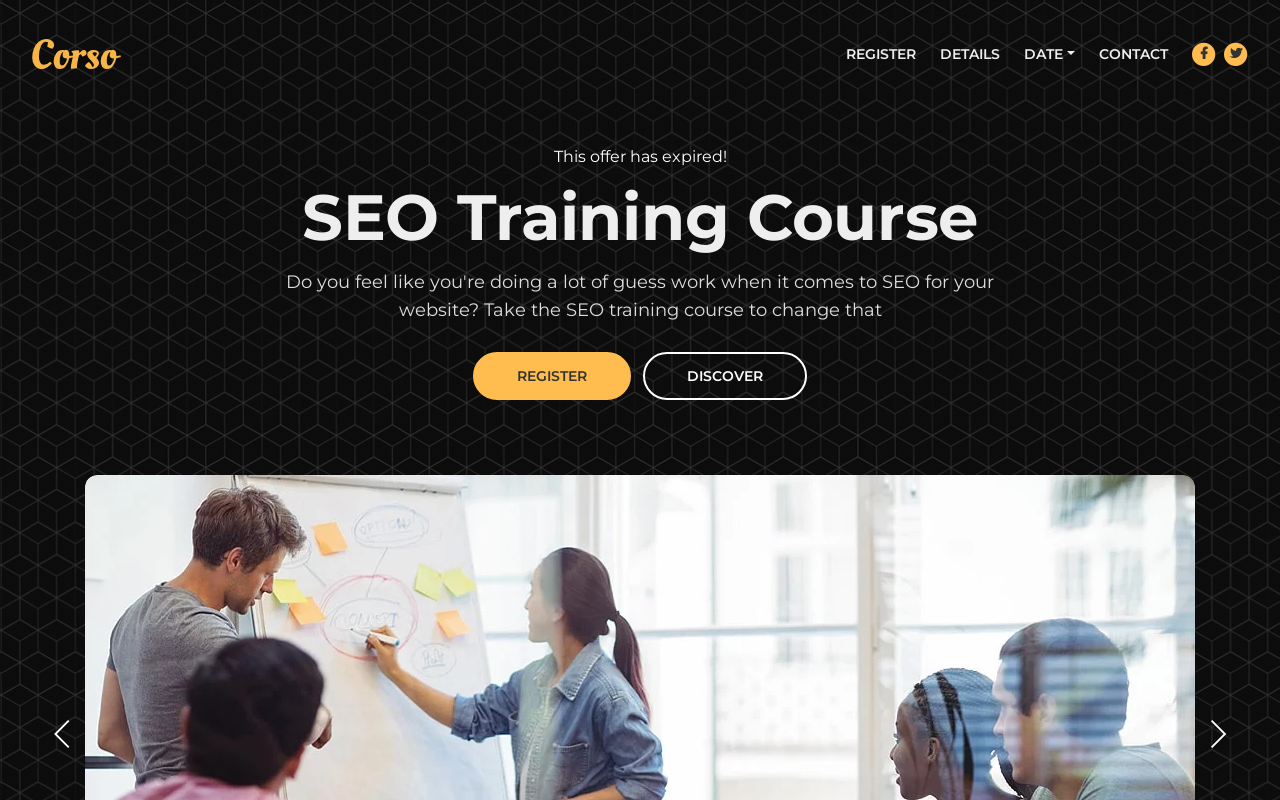 Corso
REGISTER
DETAILS
DATE
CONTACT
This offer has expired!
SEO Training Course
Do you feel like you're doing a lot of guess work when it comes to SEO for your
website? Take the SEO training course to change that
REGISTER
DISCOVER